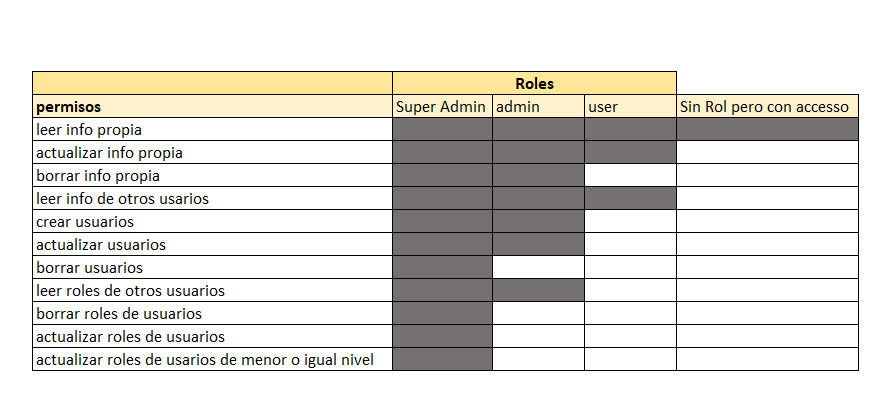 Roles
permisos Super Admin admin user Sin Rol pero con accesso
leer info propia
actualizar info propia
borrar info propia
leer info de otros usarios
crear usuarios
actualizar usuarios
borrar usuarios
leer roles de otros usuarios
borrar roles de usuarios
actualizar roles de usuarios
actualizar roles de usarios de menor o igual nivel